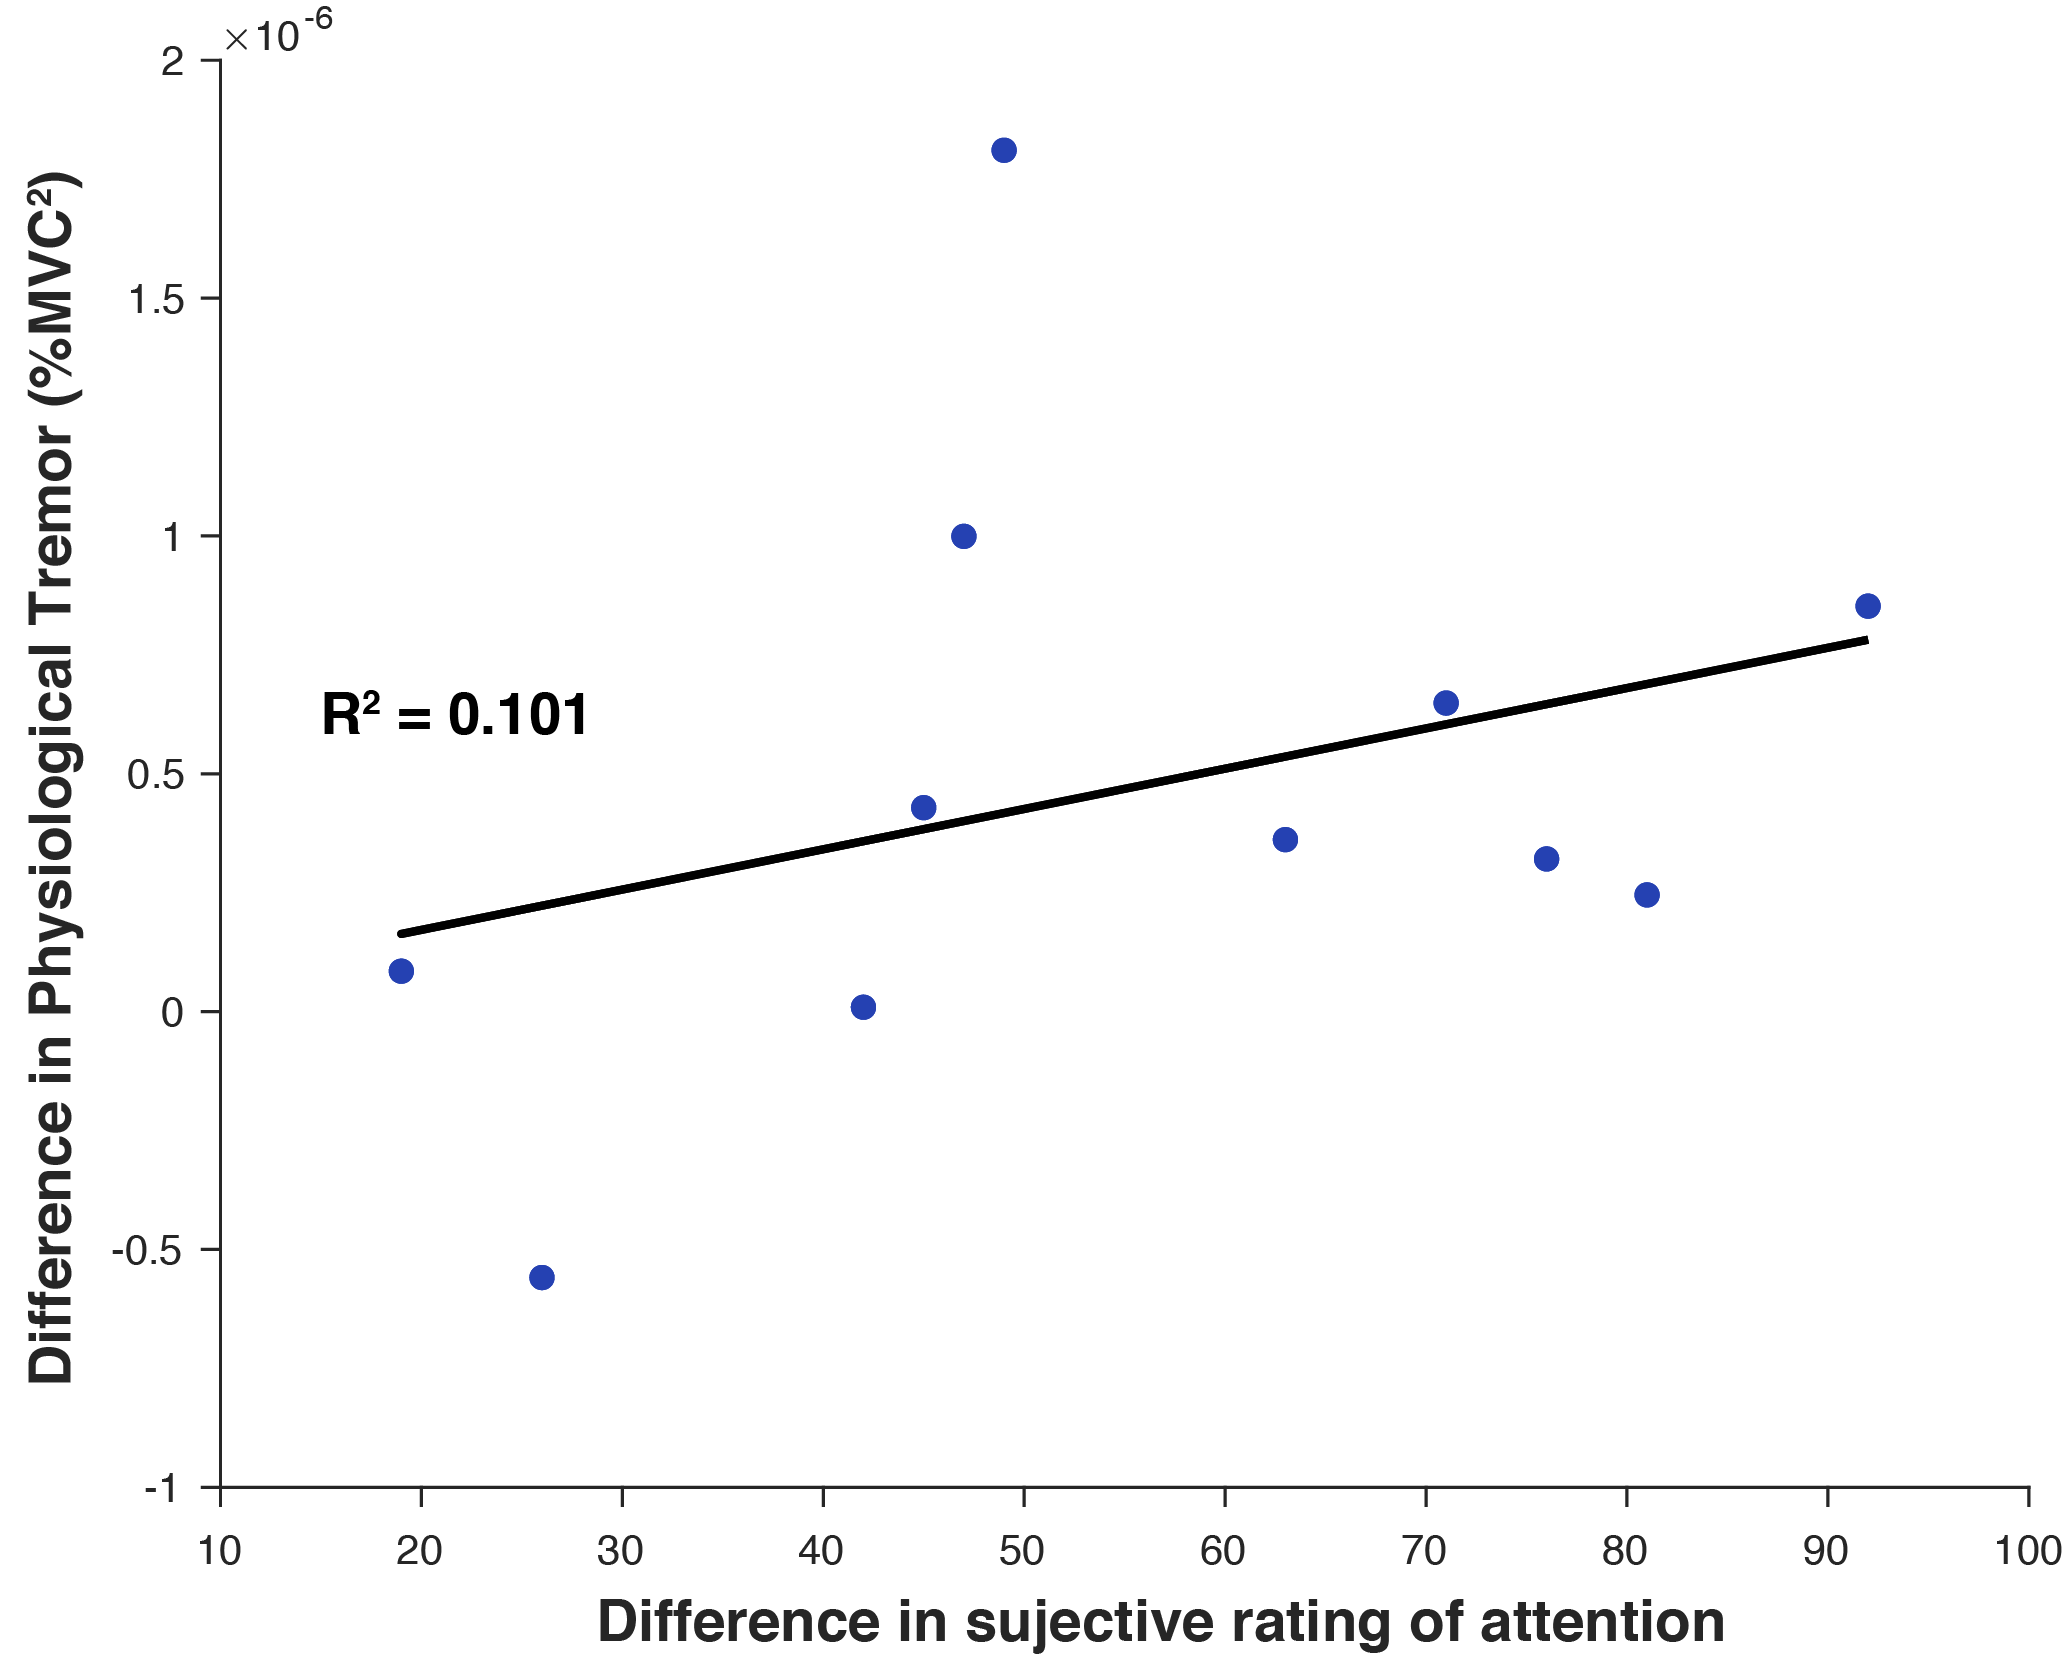 ×10⁻⁶
2
1.5
1
0.5
0
-0.5
-1
Difference in Physiological Tremor (%MVC²)
R² = 0.101
10 20 30 40 50 60 70 80 90 100
Difference in sujective rating of attention